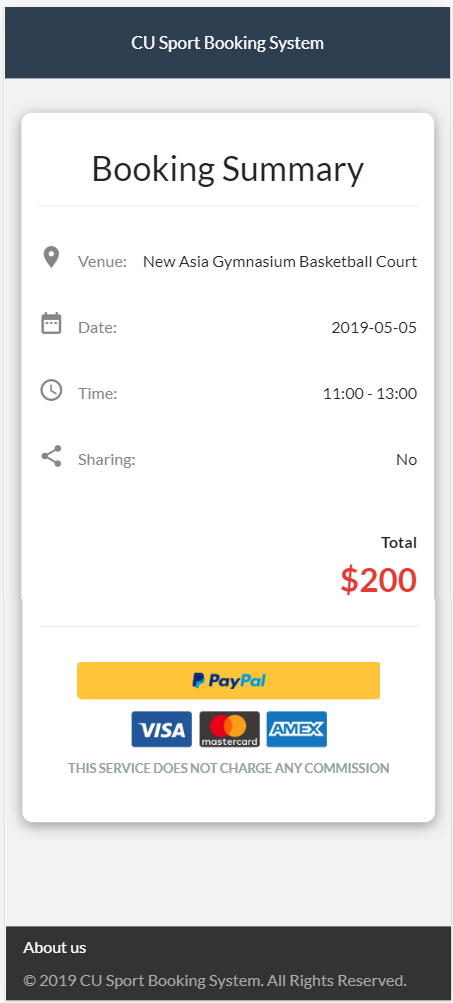 CU Sport Booking System
Booking Summary
Venue: New Asia Gymnasium Basketball Court
Date: 2019-05-05
Time: 11:00 - 13:00
Sharing: No
Total
$200
PayPal
VISA mastercard AMEX
THIS SERVICE DOES NOT CHARGE ANY COMMISSION
About us
© 2019 CU Sport Booking System. All Rights Reserved.